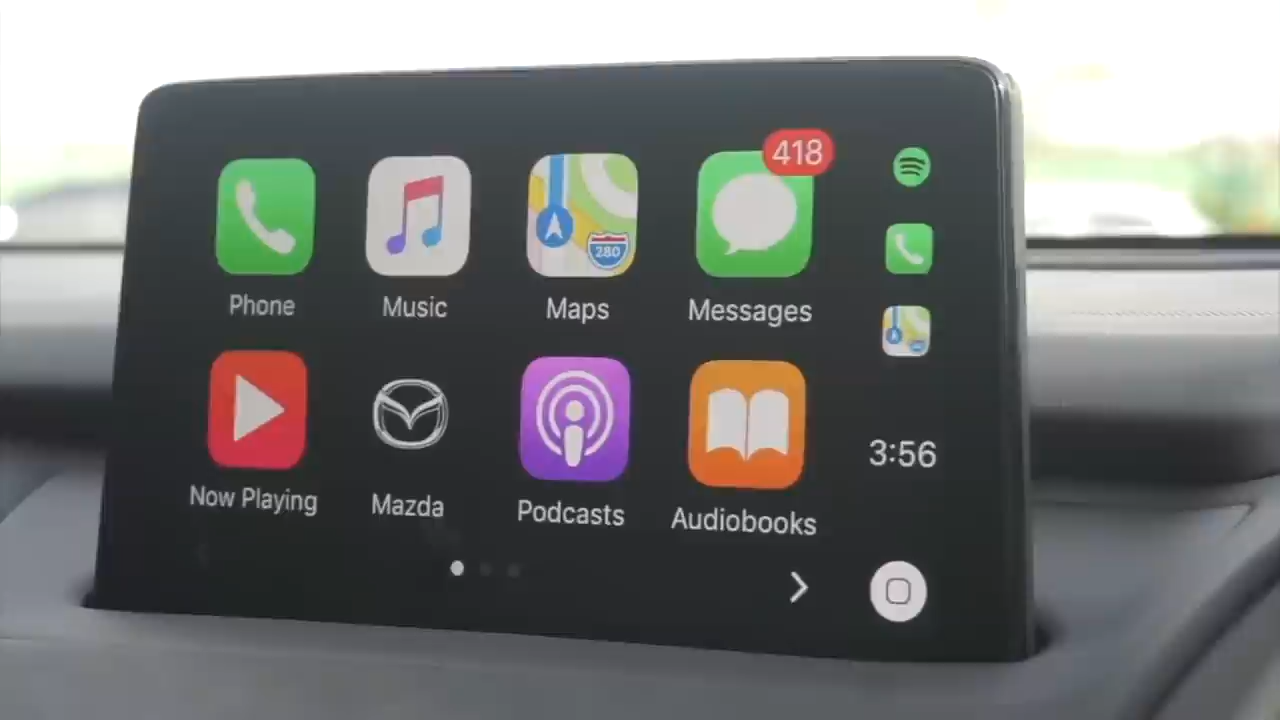 418
280
Phone
Music
Maps
Messages
Now Playing
Mazda
Podcasts
Audiobooks
3:56